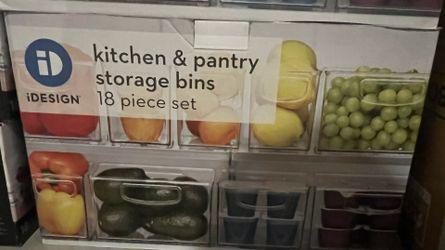 iD
iDESIGN
kitchen & pantry
storage bins
18 piece set